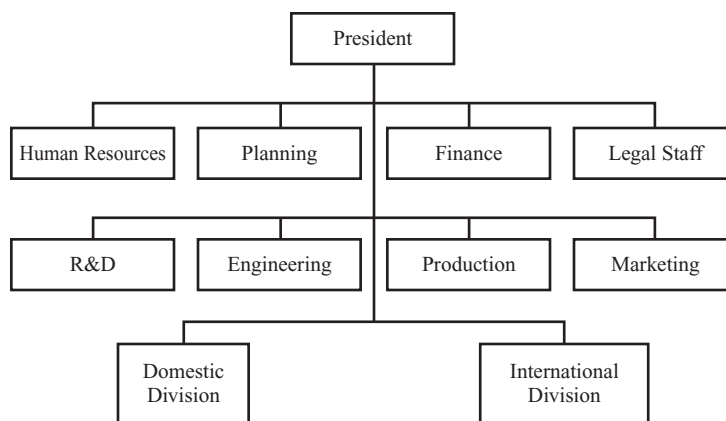 President
Human Resources
Planning
Finance
Legal Staff
R&D
Engineering
Production
Marketing
Domestic
Division
International
Division